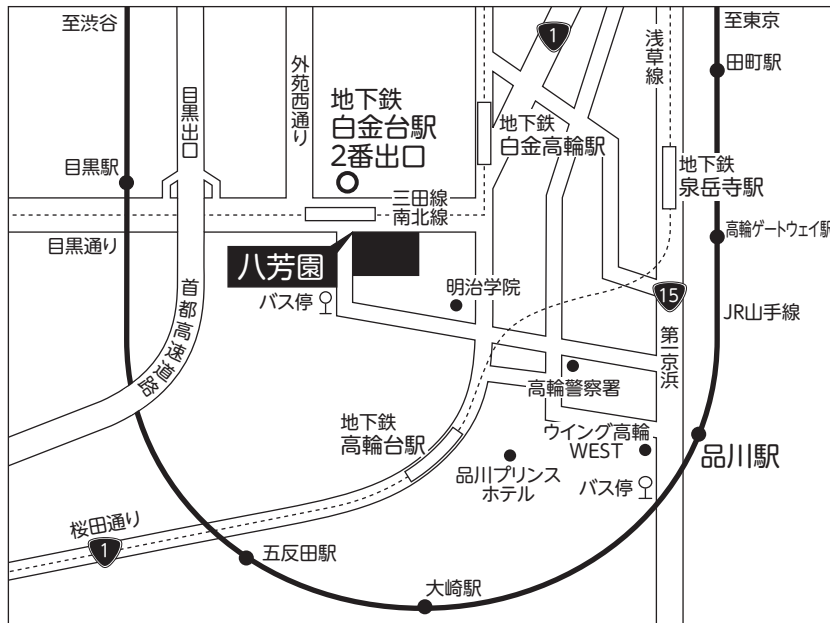 至渋谷
目黒出口
外苑西通り
地下鉄
白金台駅
2番出口
1
地下鉄
白金高輪駅
浅草線
至東京
田町駅
地下鉄
泉岳寺駅
目黒駅
三田線
南北線
高輪ゲートウェイ駅
目黒通り
八芳園
バス停
明治学院
15
JR山手線
首都高速道路
第一京浜
高輪警察署
地下鉄
高輪台駅
ウイング高輪
WEST
品川プリンス
ホテル
バス停
品川駅
桜田通り
1
五反田駅
大崎駅